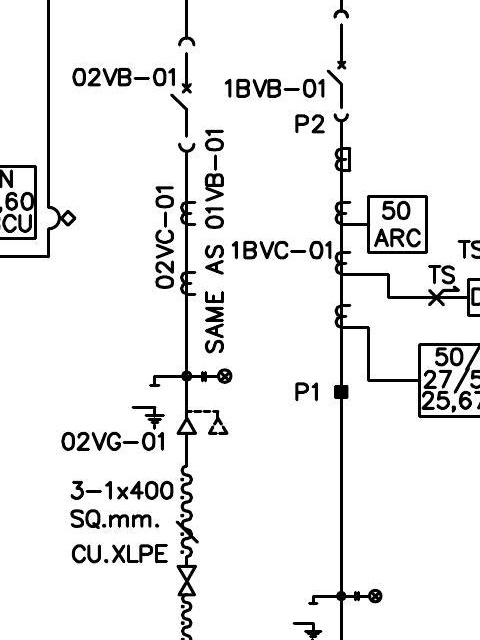 02VB-01
1BVB-01
P2
N
,60
CU
02VC-01
SAME AS 01VB-01
50
ARC
1BVC-01
TS
TS
50/
27/5
25,67
P1
02VG-01
3-1x400
SQ.mm.
CU.XLPE